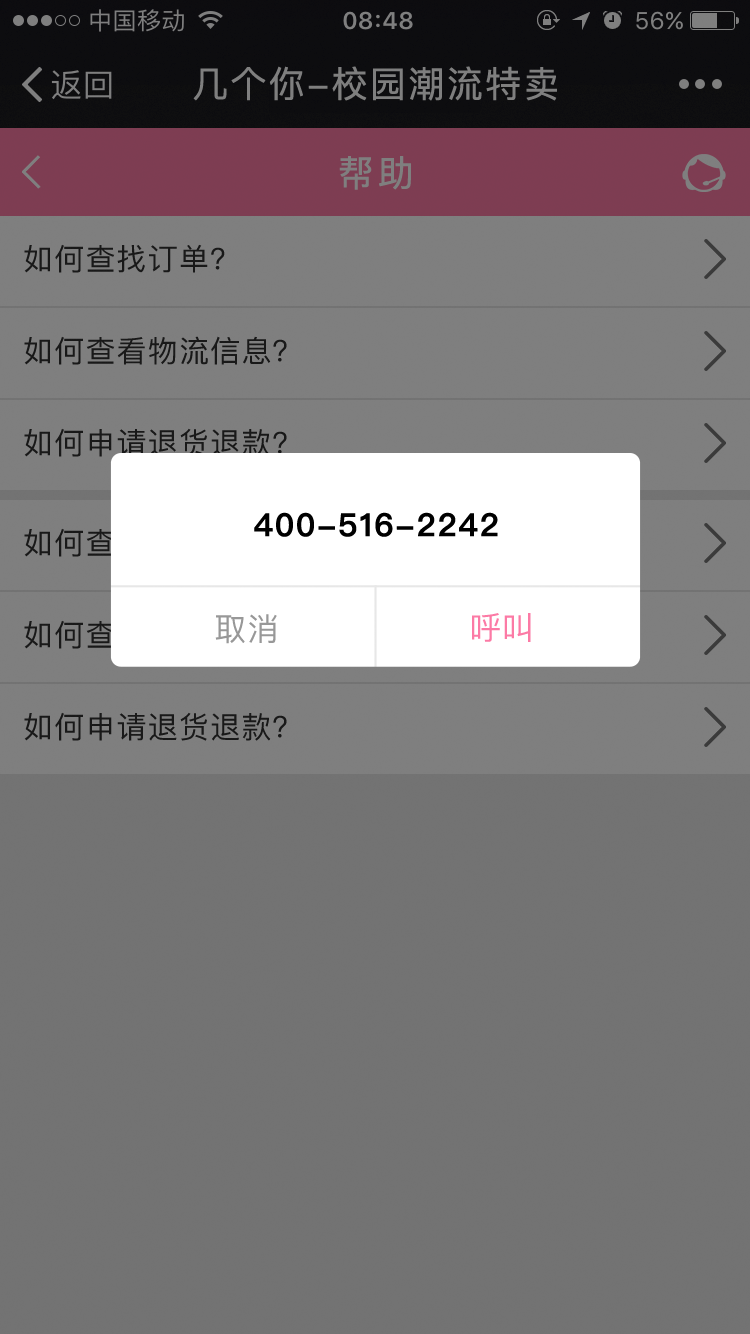 中国移动 08:48 56%
返回 几个你-校园潮流特卖
帮助
如何查找订单?
如何查看物流信息?
如何申请退货退款?
400-516-2242
如何查
取消 呼叫
如何查
如何申请退货退款?